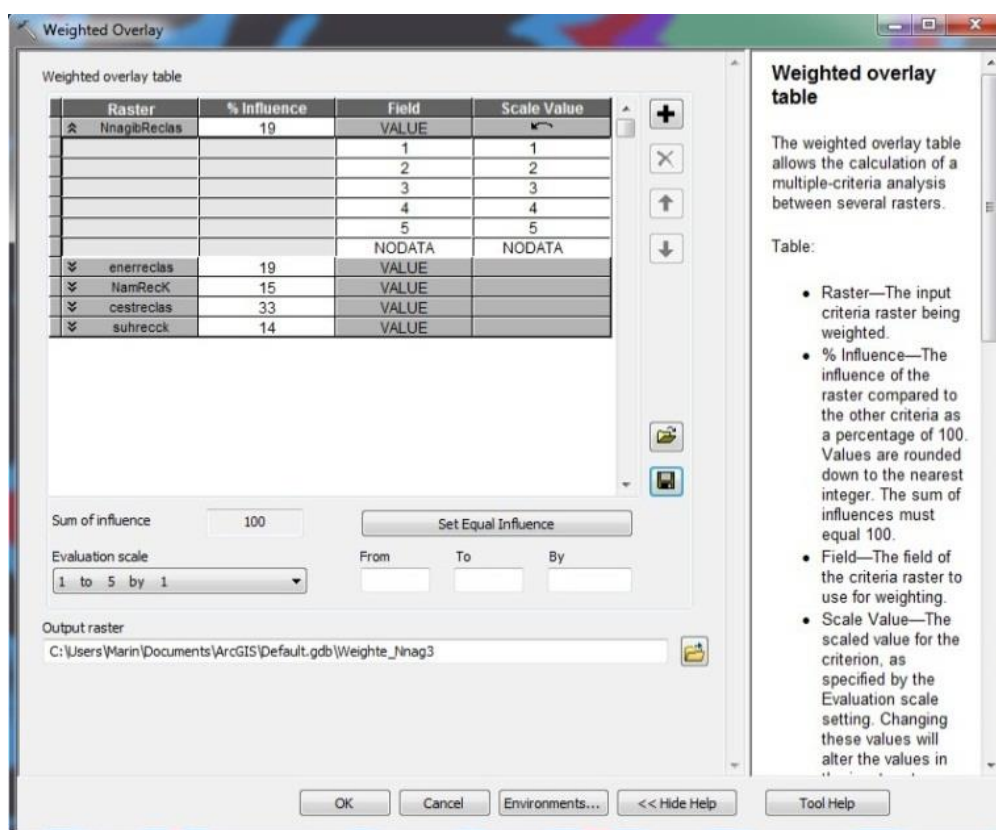 Weighted Overlay
Weighted overlay table
Raster % Influence Field Scale Value
NnagibReclas 19 VALUE
1 1
2 2
3 3
4 4
5 5
NODATA NODATA
enerreclas 19 VALUE
NamRecK 15 VALUE
cestreclas 33 VALUE
suhrecck 14 VALUE
Sum of influence 100 Set Equal Influence
Evaluation scale From To By
1 to 5 by 1
Output raster
C:\Users\Marin\Documents\ArcGIS\Default.gdb\Weighte_Nnag3
OK Cancel Environments... << Hide Help Tool Help
Weighted overlay
table
The weighted overlay table
allows the calculation of a
multiple-criteria analysis
between several rasters.
Table:
• Raster—The input
criteria raster being
weighted.
• % Influence—The
influence of the
raster compared to
the other criteria as
a percentage of 100.
Values are rounded
down to the nearest
integer. The sum of
influences must
equal 100.
• Field—The field of
the criteria raster to
use for weighting.
• Scale Value—The
scaled value for the
criterion, as
specified by the
Evaluation scale
setting. Changing
these values will
alter the values in